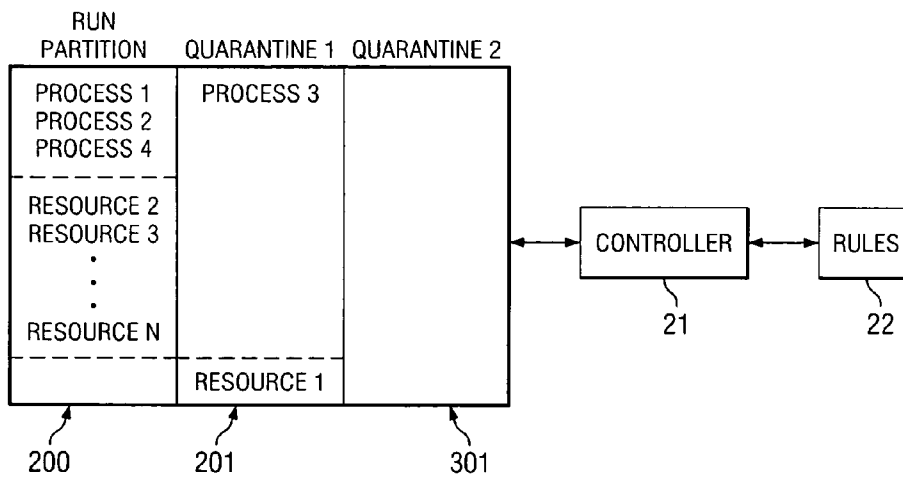 RUN
PARTITION QUARANTINE 1 QUARANTINE 2
PROCESS 1 PROCESS 3
PROCESS 2
PROCESS 4
RESOURCE 2
RESOURCE 3
RESOURCE N
RESOURCE 1
CONTROLLER RULES
21 22
200 201 301